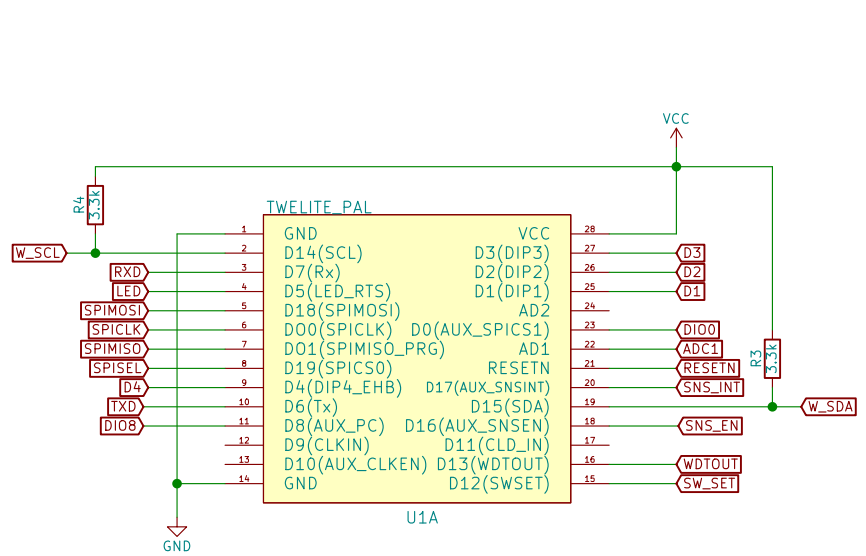 VCC
R4
3.3k
TWELITE_PAL
W_SCL
1 GND VCC 28
2 D14(SCL) D3(DIP3) 27 D3
RXD 3 D7(Rx) D2(DIP2) 26 D2
LED 4 D5(LED_RTS) D1(DIP1) 25 D1
SPIMOSI 5 D18(SPIMOSI) AD2 24
SPICLK 6 DO0(SPICLK) D0(AUX_SPICS1) 23 DIO0
SPIMISO 7 DO1(SPIMISO_PRG) AD1 22 ADC1
SPISEL 8 D19(SPICS0) RESETN 21 RESETN
D4 9 D4(DIP4_EHB) D17(AUX_SNSINT) 20 SNS_INT
TXD 10 D6(Tx) D15(SDA) 19
R3
3.3k
W_SDA
DIO8 11 D8(AUX_PC) D16(AUX_SNSEN) 18 SNS_EN
12 D9(CLKIN) D11(CLD_IN) 17
13 D10(AUX_CLKEN) D13(WDTOUT) 16 WDTOUT
14 GND D12(SWSET) 15 SW_SET
U1A
GND